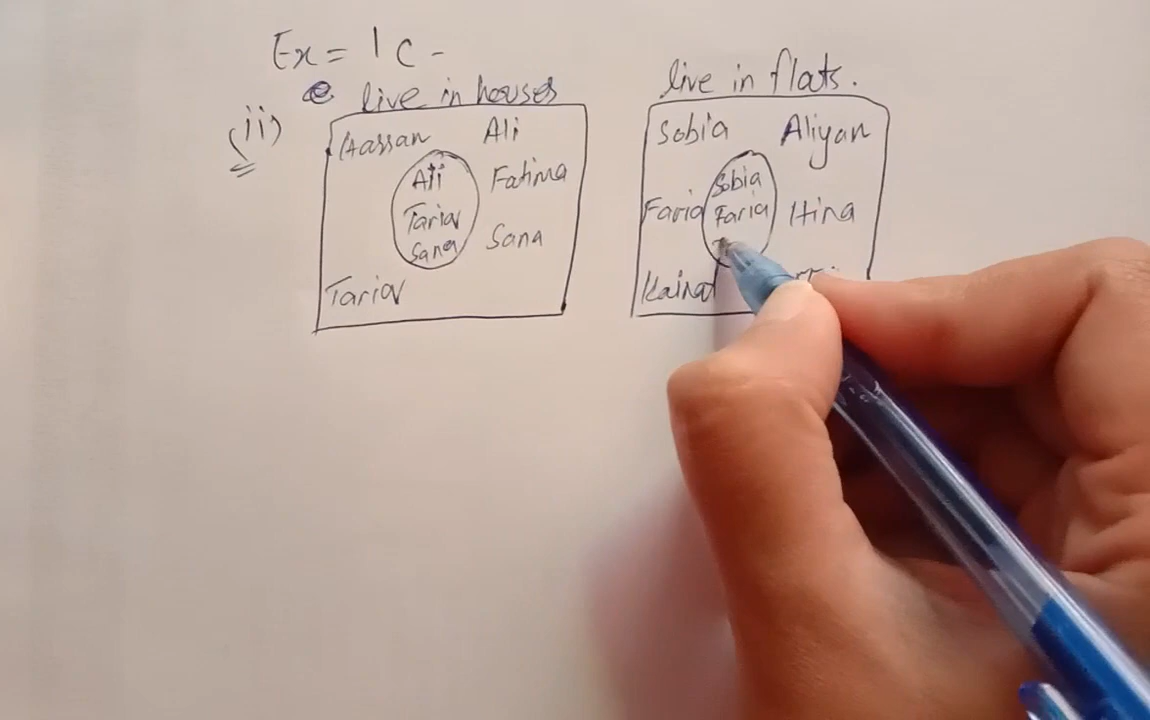 Ex = 1 C -
live in houses
(ii)
Hassan
Ali
Ali
Tariq
Sana
Fatima
Sana
Tariq
live in flats.
Sobia
Aliyan
Sobia
Faria
Faria
Hina
Kainat